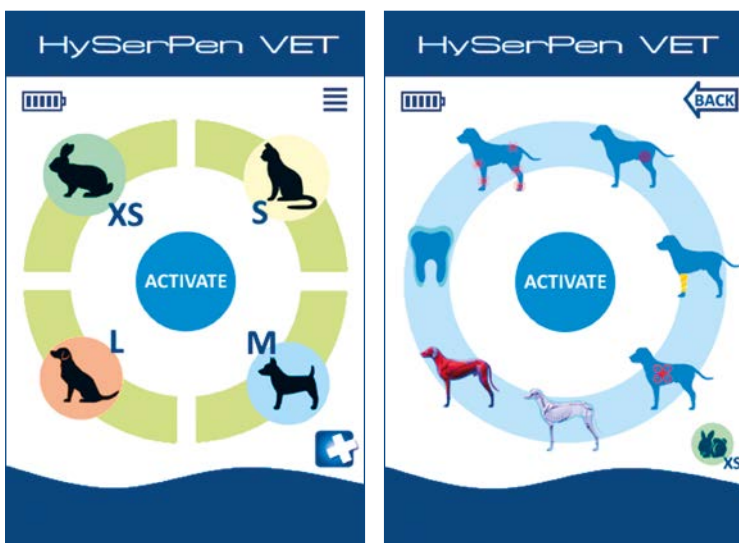 HySerPen VET
XS
S
ACTIVATE
L
M
HySerPen VET
BACK
ACTIVATE
XS